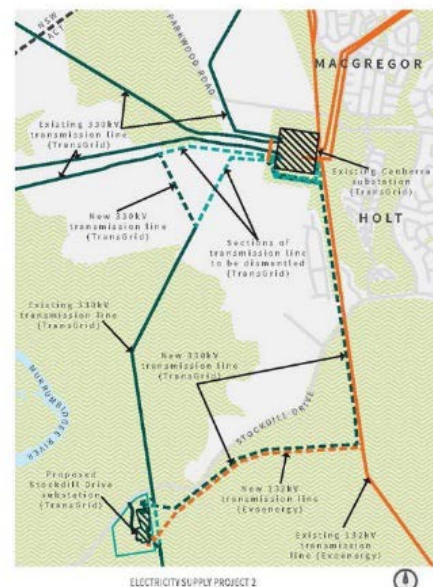 NSW
ACT
PARKWOOD ROAD
MACGREGOR
Existing 330kV
transmission line
(TransGrid)
Existing Canberra
substation
(TransGrid)
HOLT
New 330kV
transmission line
(TransGrid)
Sections of
transmission line
to be dismantled
(TransGrid)
Existing 330kV
transmission line
(TransGrid)
New 330kV
transmission line
(TransGrid)
MURRUMBIDGEE RIVER
STOCKDILL DRIVE
Proposed
Stockdill Drive
substation
(TransGrid)
New 132kV
transmission line
(Evoenergy)
Existing 132kV
transmission
line (Evoenergy)
ELECTRICITY SUPPLY PROJECT 2